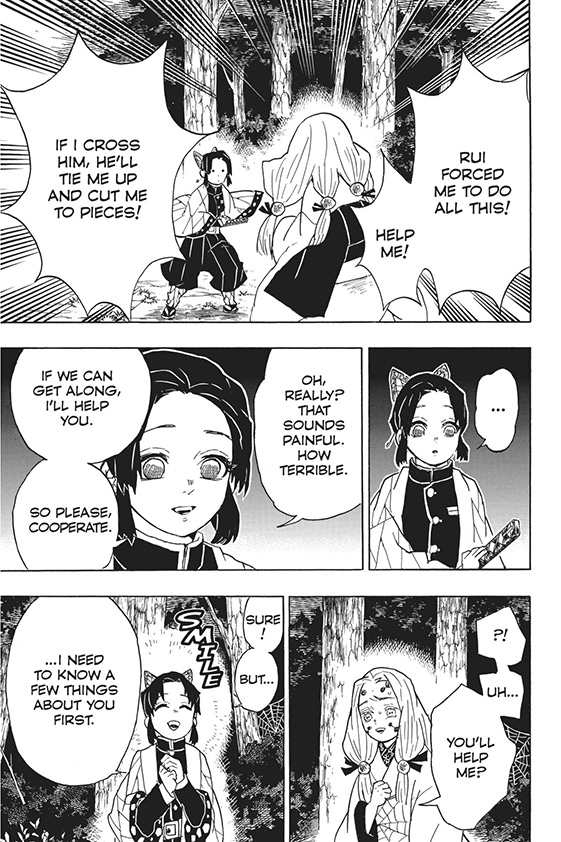 RUI
FORCED
ME TO DO
ALL THIS!
HELP
ME!
IF I CROSS
HIM, HE'LL
TIE ME UP
AND CUT ME
TO PIECES!
...
OH,
REALLY?
THAT
SOUNDS
PAINFUL.
HOW
TERRIBLE.
IF WE CAN
GET ALONG,
I'LL HELP
YOU.
SO PLEASE,
COOPERATE.
?!
UH...
YOU'LL
HELP
ME?
SURE
!
BUT...
SMILE
...I NEED
TO KNOW A
FEW THINGS
ABOUT YOU
FIRST.